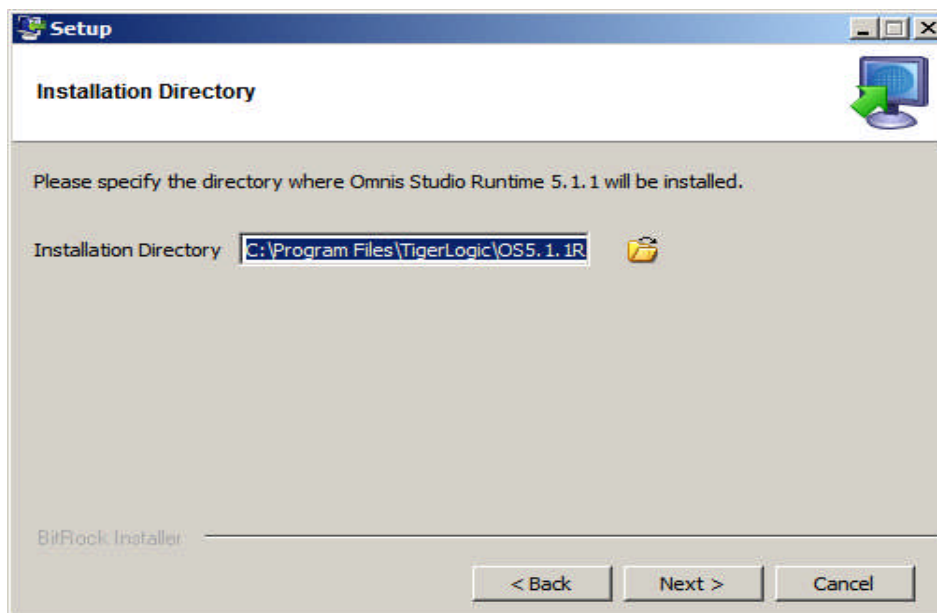 Setup
Installation Directory
Please specify the directory where Omnis Studio Runtime 5.1.1 will be installed.
Installation Directory C:\Program Files\TigerLogic\OS5.1.1R
BitRock Installer
< Back Next > Cancel